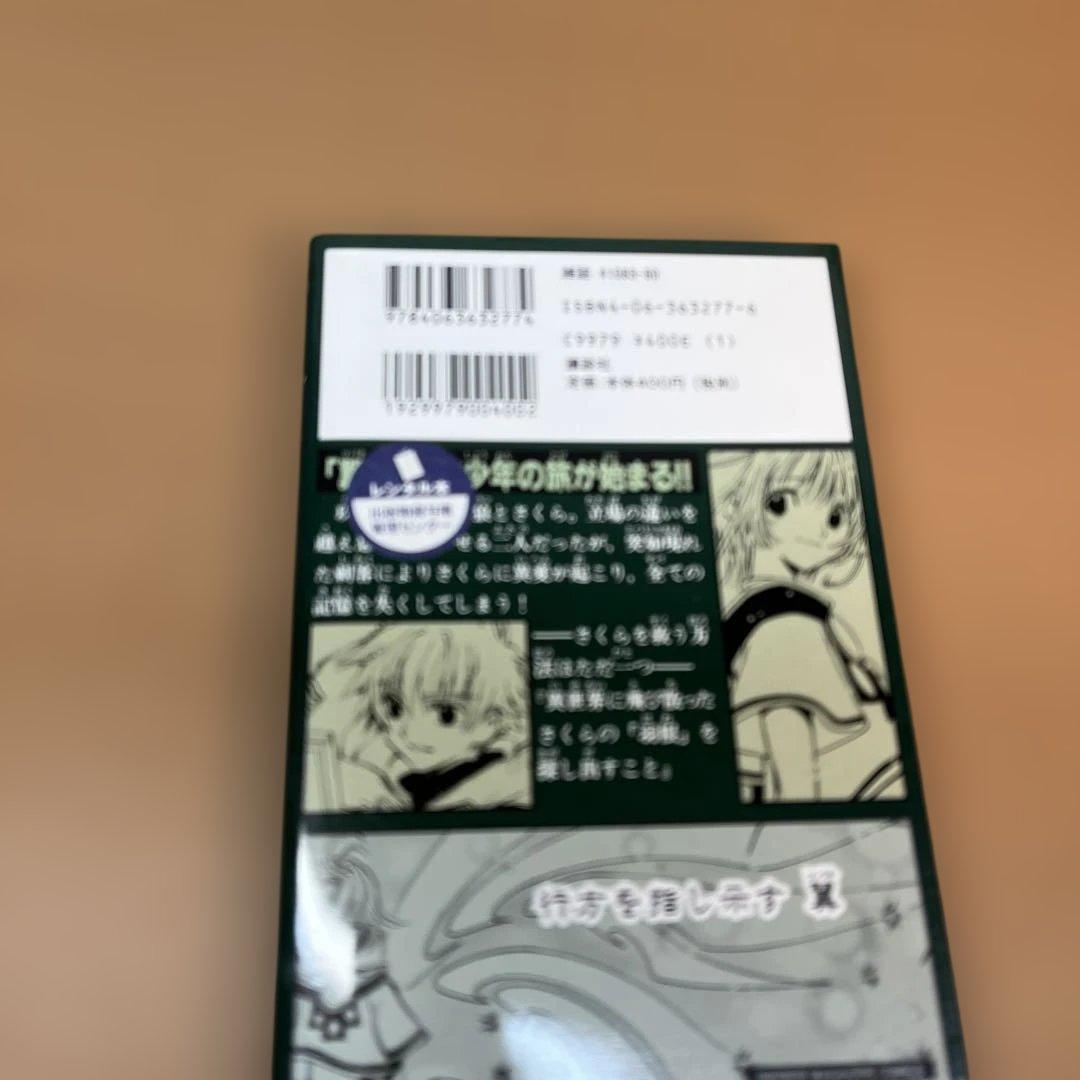 9784063632774
雑誌
ISBN4-06-363277-6
C9979 ¥400E (1)
講談社
定価:本体400円(税別)
1929979004002
少年の旅が始まる!!
レンタル
狼とさくら。立場の違いを
せる二人だったが、突如現れ
た刺客によりさくらに異変が起こり、全ての
記憶を失くしてしまう!
――さくらを救う方
法はただ一つ――
「異世界に飛び散った
さくらの『羽根』を
探し出すこと」
行方を指し示す翼